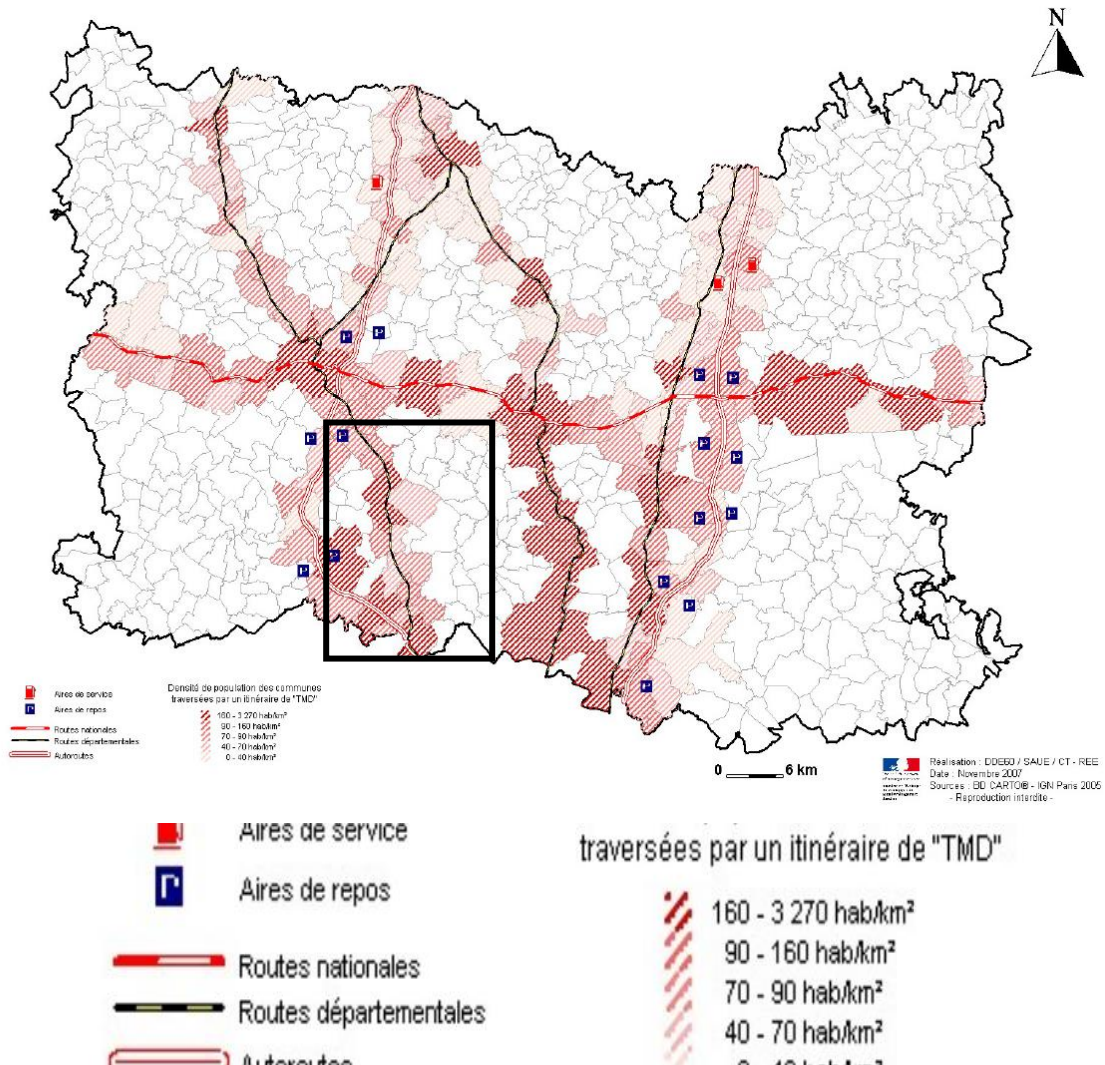 N
Aires de service
Aires de repos
Routes nationales
Routes départementales
Autoroutes
Densité de population des communes
traversées par un itinéraire de "TMD"
160 - 3 270 hab/km²
90 - 160 hab/km²
70 - 90 hab/km²
40 - 70 hab/km²
0 - 40 hab/km²
0 6 km
Réalisation : DDE60 / SAUE / CT - REE
Date : Novembre 2007
Sources : BD CARTO® - IGN Paris 2005
- Reproduction interdite -
Aires de service
Aires de repos
Routes nationales
Routes départementales
Autoroutes
traversées par un itinéraire de "TMD"
160 - 3 270 hab/km²
90 - 160 hab/km²
70 - 90 hab/km²
40 - 70 hab/km²
0 - 40 hab/km²